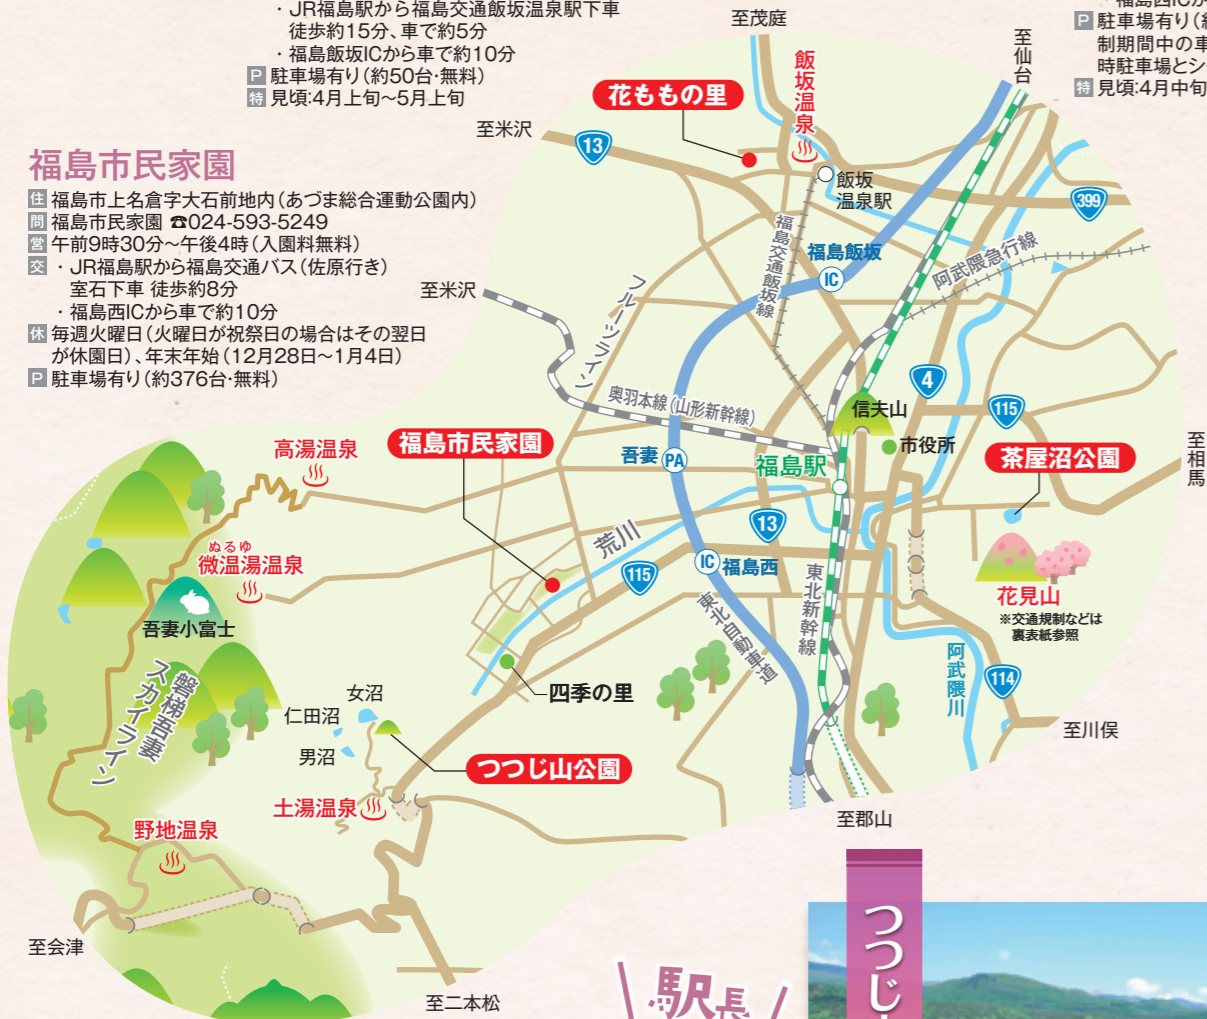 ・JR福島駅から福島交通飯坂温泉駅下車
徒歩約15分、車で約5分
・福島飯坂ICから車で約10分
P 駐車場有り(約50台・無料)
特 見頃:4月上旬〜5月上旬
P 駐車場有り(
制期間中の車
時駐車場とシ
特 見頃:4月中旬
福島市民家園
住 福島市上名倉字大石前地内(あづま総合運動公園内)
問 福島市民家園 ☎024-593-5249
営 午前9時30分〜午後4時(入園料無料)
交 ・JR福島駅から福島交通バス(佐原行き)
室石下車 徒歩約8分
・福島西ICから車で約10分
休 毎週火曜日(火曜日が祝祭日の場合はその翌日
が休園日)、年末年始(12月28日〜1月4日)
P 駐車場有り(約376台・無料)
至茂庭
至仙台
飯坂温泉
花ももの里
至米沢
13
飯坂
温泉駅
399
福島交通飯坂線
福島飯坂
IC
阿武隈急行線
至米沢
フルーツライン
4
奥羽本線(山形新幹線)
信夫山
115
市役所
至相馬
高湯温泉
福島市民家園
吾妻
PA
福島駅
茶屋沼公園
13
荒川
ぬるゆ
微温湯温泉
115
IC
福島西
東北新幹線
花見山
※交通規制などは
裏表紙参照
吾妻小富士
東北自動車道
阿武隈川
114
磐梯吾妻
スカイライン
女沼
四季の里
仁田沼
男沼
至川俣
つつじ山公園
土湯温泉
至郡山
野地温泉
至会津
至二本松
つつじ
駅長